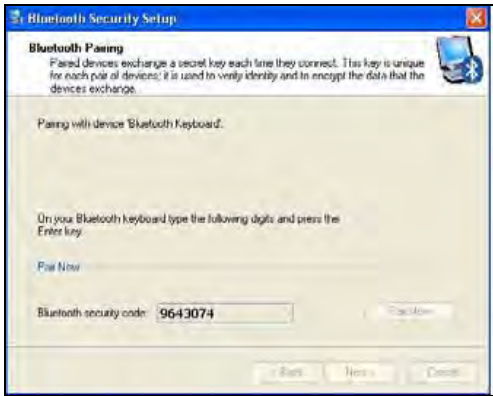 Bluetooth Security Setup
Bluetooth Pairing
Paired devices exchange a secret key each time they connect. This key is unique
for each pair of devices; it is used to verify identity and to encrypt the data that the
devices exchange.
Pairing with device 'Bluetooth Keyboard'.
On your Bluetooth keyboard type the following digits and press the
Enter key.
Pair Now
Bluetooth security code: 9643074 Pair Now
< Back Next > Cancel